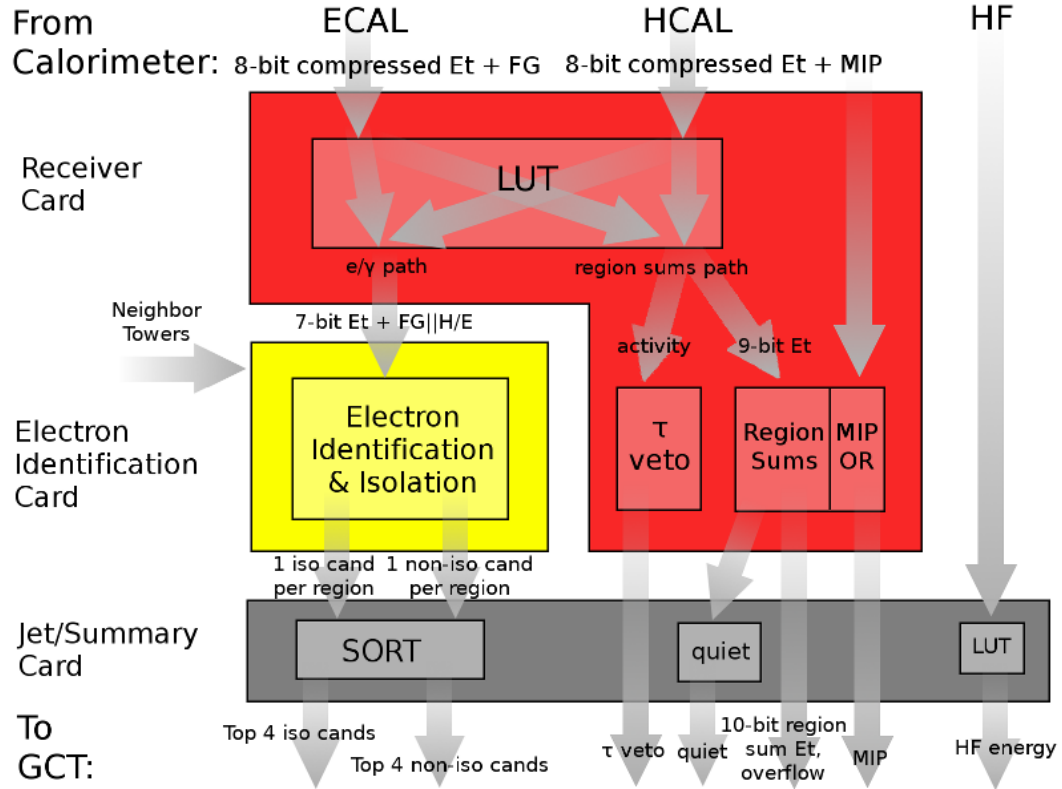 From
Calorimeter:
ECAL
HCAL
HF
8-bit compressed Et + FG
8-bit compressed Et + MIP
Receiver
Card
LUT
e/γ path
region sums path
Neighbor
Towers
7-bit Et + FG||H/E
activity
9-bit Et
Electron
Identification
Card
Electron
Identification
& Isolation
τ
veto
Region
Sums
MIP
OR
1 iso cand
per region
1 non-iso cand
per region
Jet/Summary
Card
SORT
quiet
LUT
To
GCT:
Top 4 iso cands
Top 4 non-iso cands
τ veto
quiet
10-bit region
sum Et,
overflow
MIP
HF energy